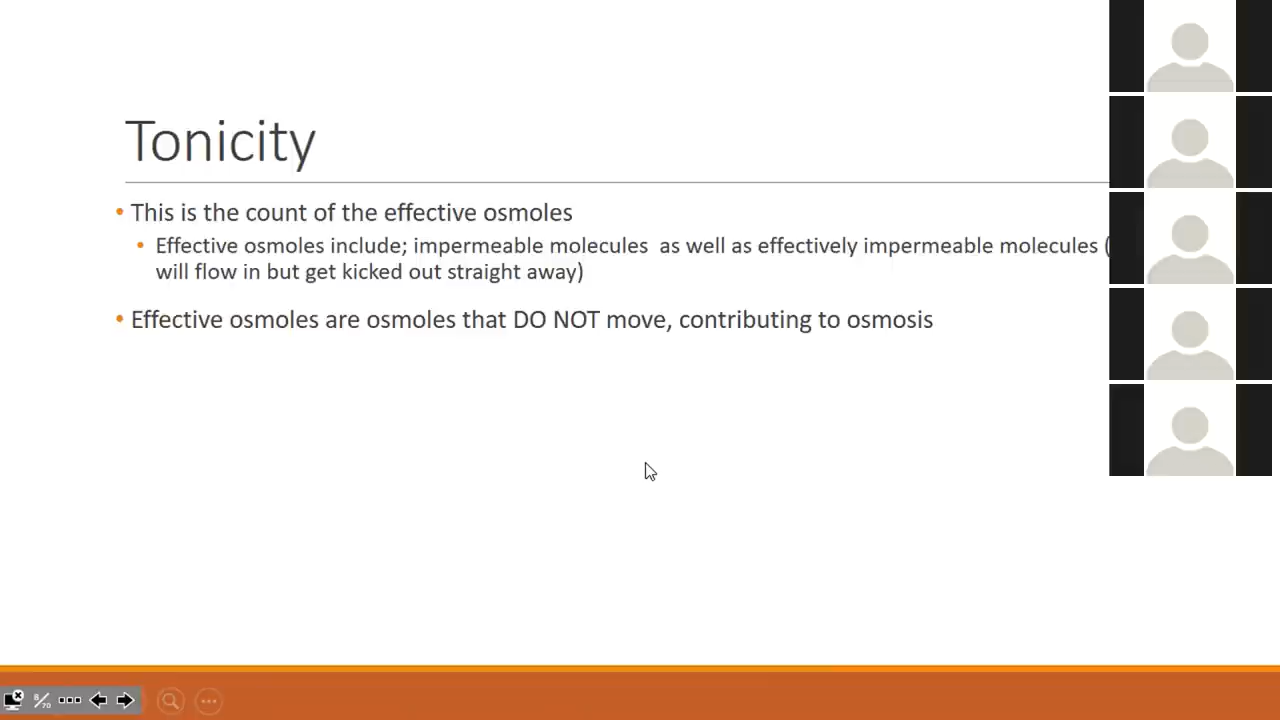 Tonicity
• This is the count of the effective osmoles
• Effective osmoles include; impermeable molecules as well as effectively impermeable molecules (
will flow in but get kicked out straight away)
• Effective osmoles are osmoles that DO NOT move, contributing to osmosis
8/70